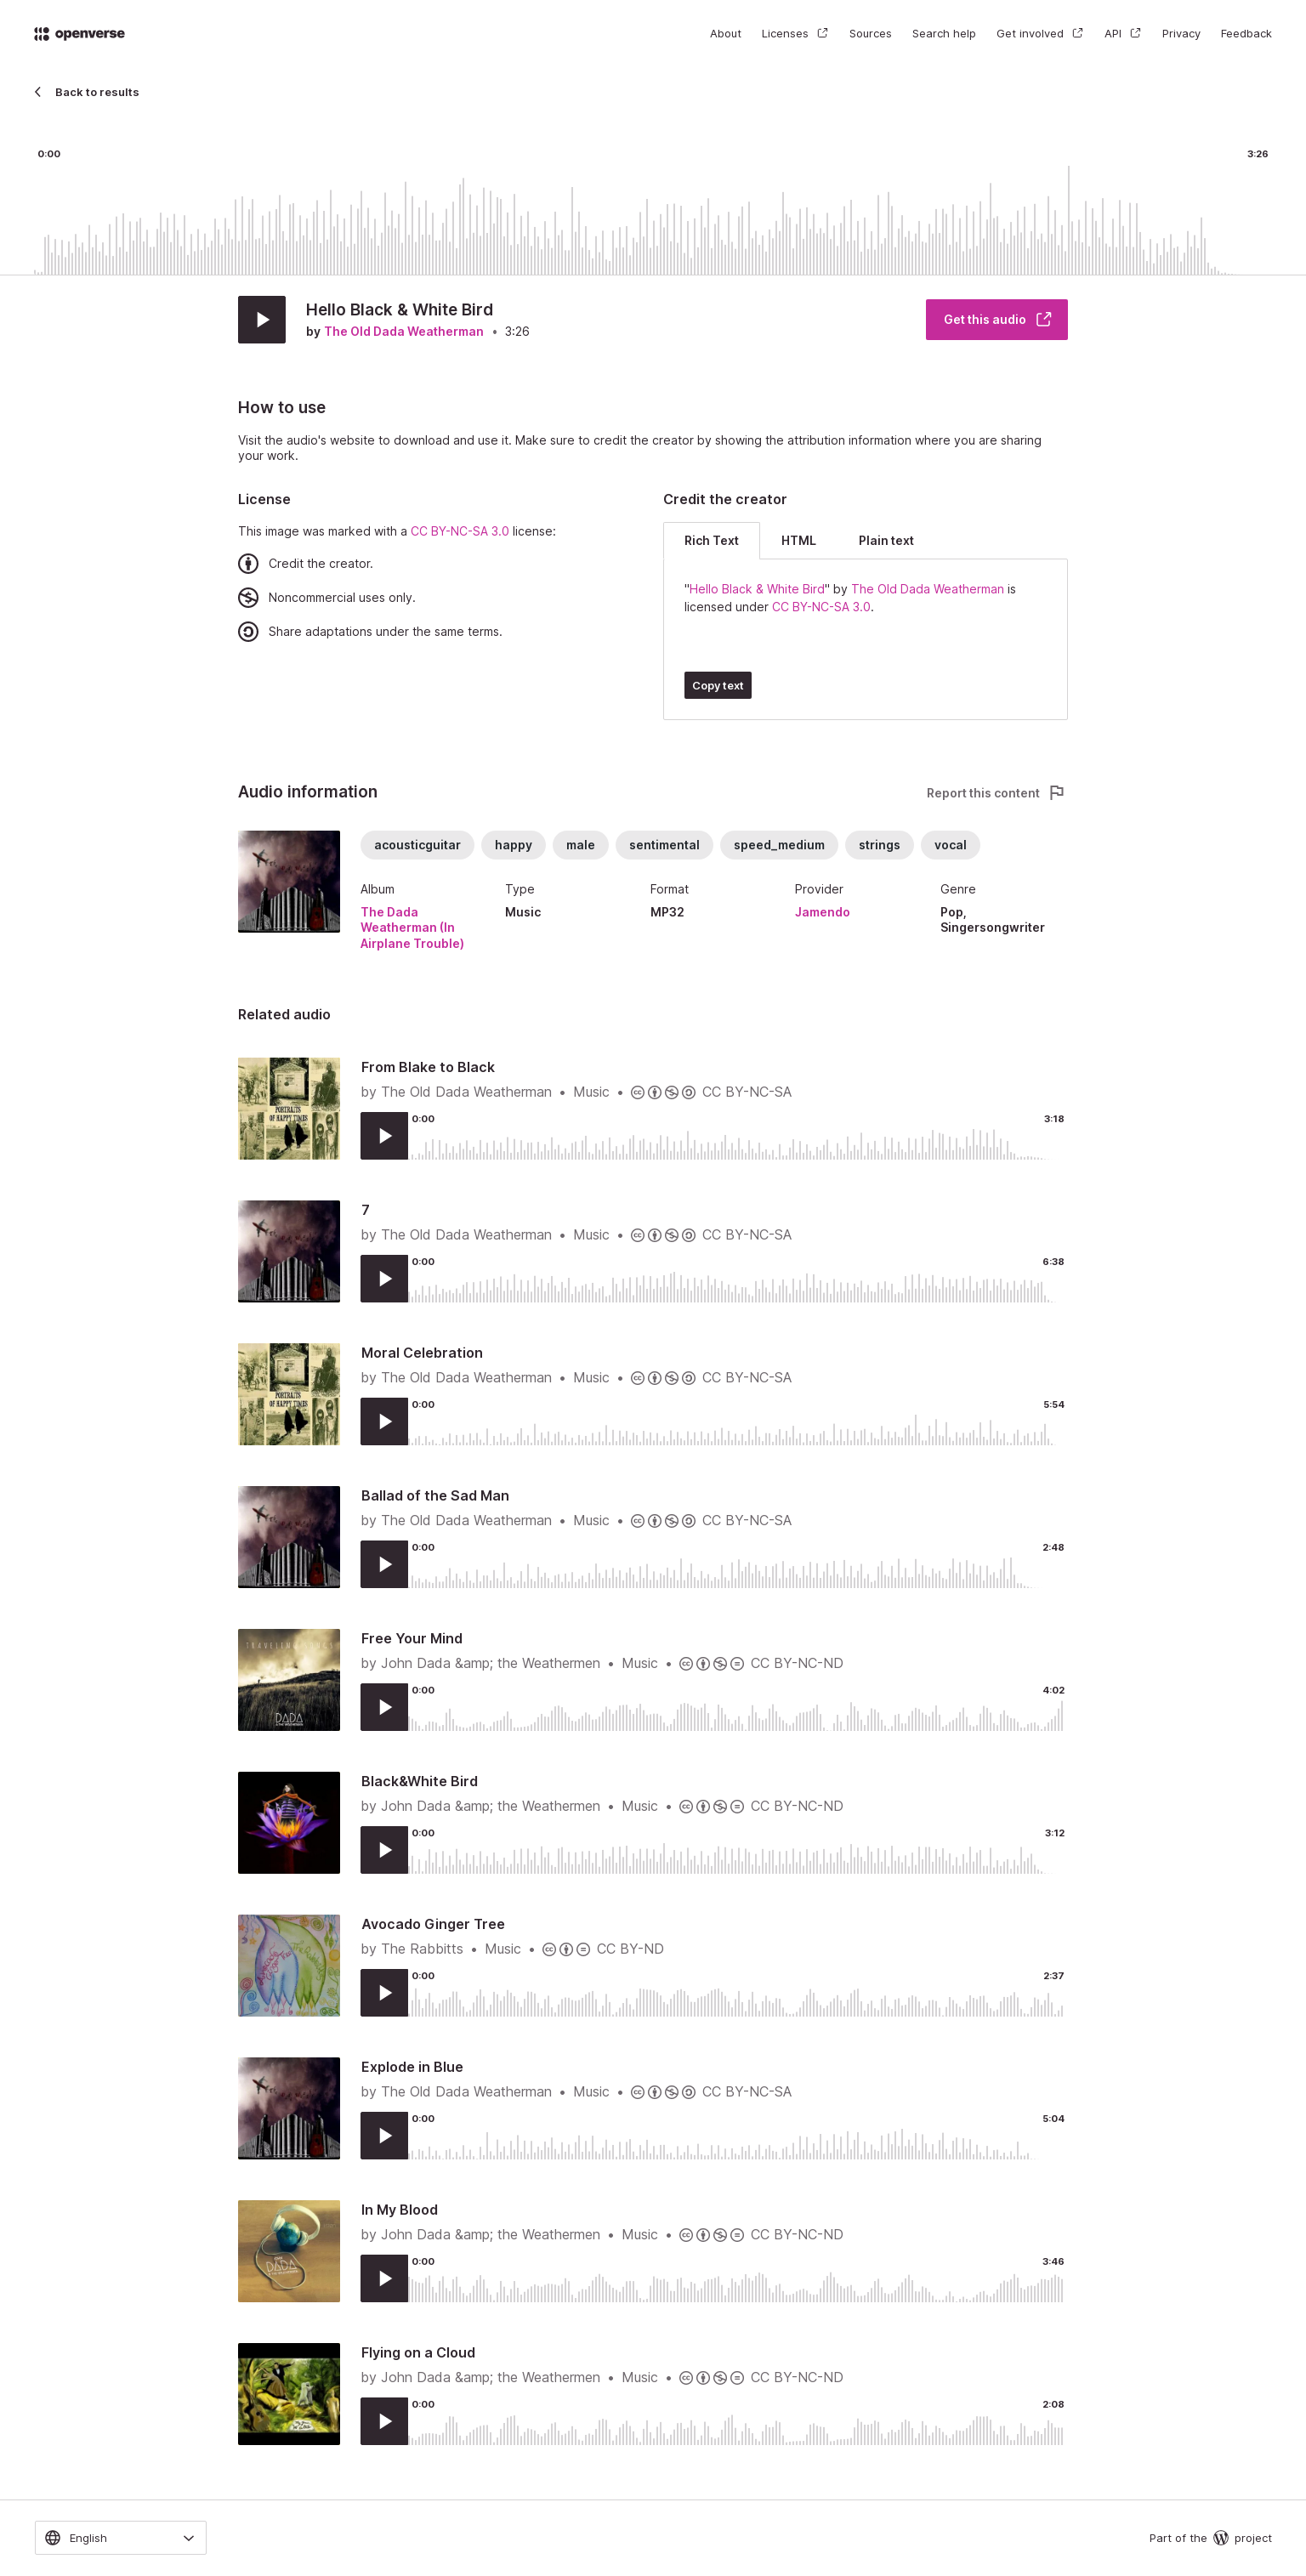 openverse
About Licenses Sources Search help Get involved API Privacy Feedback
Back to results
0:00 3:26
Hello Black & White Bird
by The Old Dada Weatherman • 3:26
Get this audio
How to use
Visit the audio's website to download and use it. Make sure to credit the creator by showing the attribution information where you are sharing
your work.
License
This image was marked with a CC BY-NC-SA 3.0 license:
Credit the creator.
Noncommercial uses only.
Share adaptations under the same terms.
Credit the creator
Rich Text HTML Plain text
"Hello Black & White Bird" by The Old Dada Weatherman is
licensed under CC BY-NC-SA 3.0.
Copy text
Audio information
Report this content
acousticguitar happy male sentimental speed_medium strings vocal
Album Type Format Provider Genre
The Dada
Weatherman (In
Airplane Trouble)
Music
MP32
Jamendo
Pop,
Singersongwriter
Related audio
PORTRAITS
OF HAPPY TIMES
From Blake to Black
by The Old Dada Weatherman • Music • CC BY-NC-SA
0:00 3:18
7
by The Old Dada Weatherman • Music • CC BY-NC-SA
0:00 6:38
PORTRAITS
OF HAPPY TIMES
Moral Celebration
by The Old Dada Weatherman • Music • CC BY-NC-SA
0:00 5:54
Ballad of the Sad Man
by The Old Dada Weatherman • Music • CC BY-NC-SA
0:00 2:48
DADA
Free Your Mind
by John Dada &amp; the Weathermen • Music • CC BY-NC-ND
0:00 4:02
Black&White Bird
by John Dada &amp; the Weathermen • Music • CC BY-NC-ND
0:00 3:12
Avocado Ginger Tree
by The Rabbitts • Music • CC BY-ND
0:00 2:37
Explode in Blue
by The Old Dada Weatherman • Music • CC BY-NC-SA
0:00 5:04
DADA
In My Blood
by John Dada &amp; the Weathermen • Music • CC BY-NC-ND
0:00 3:46
Flying on a Cloud
by John Dada &amp; the Weathermen • Music • CC BY-NC-ND
0:00 2:08
English
Part of the project